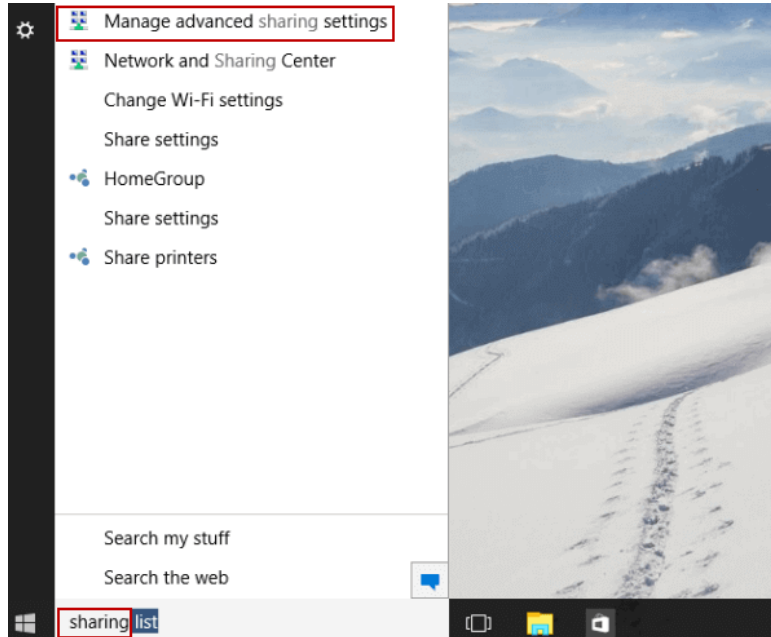 Manage advanced sharing settings
Network and Sharing Center
Change Wi-Fi settings
Share settings
HomeGroup
Share settings
Share printers
Search my stuff
Search the web
sharing list